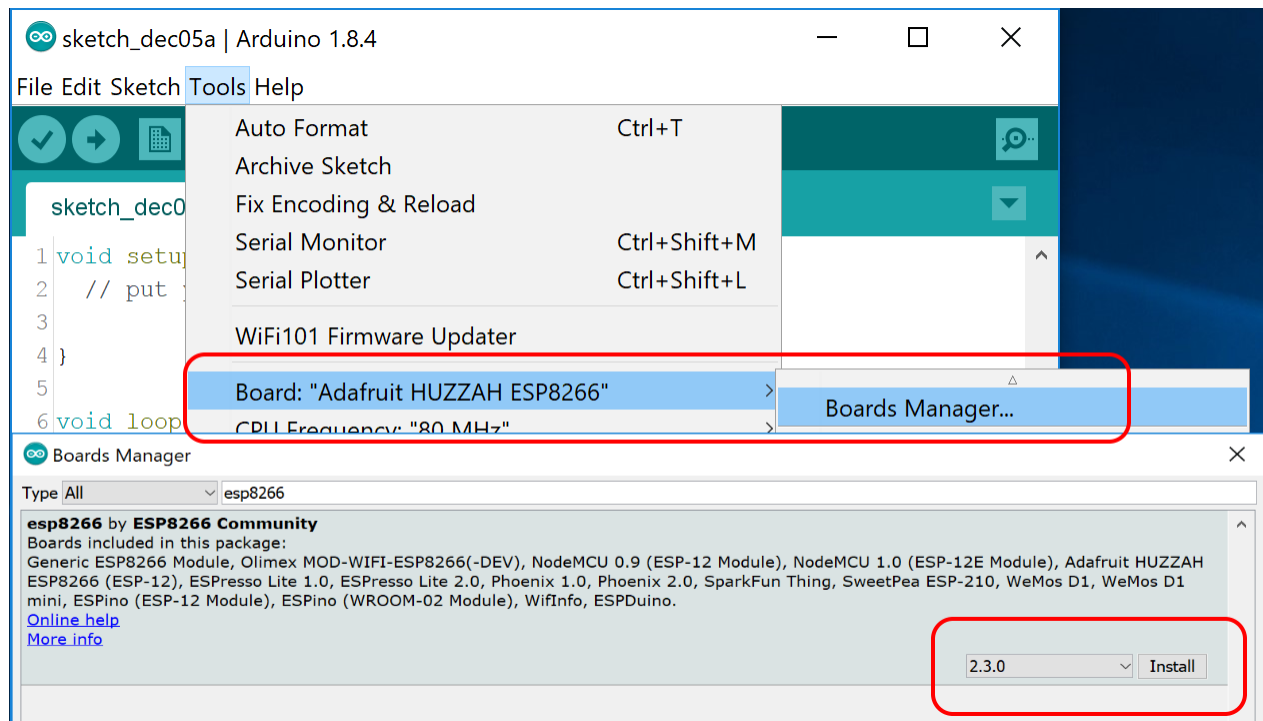 sketch_dec05a | Arduino 1.8.4
File Edit Sketch Tools Help
Auto Format Ctrl+T
Archive Sketch
sketch_dec0 Fix Encoding & Reload
1 void setup Serial Monitor Ctrl+Shift+M
2 // put Serial Plotter Ctrl+Shift+L
3
WiFi101 Firmware Updater
4 }
5 Board: "Adafruit HUZZAH ESP8266" > Boards Manager...
6 void loop CPU Frequency: "80 MHz" >
Boards Manager
Type All esp8266
esp8266 by ESP8266 Community
Boards included in this package:
Generic ESP8266 Module, Olimex MOD-WIFI-ESP8266(-DEV), NodeMCU 0.9 (ESP-12 Module), NodeMCU 1.0 (ESP-12E Module), Adafruit HUZZAH
ESP8266 (ESP-12), ESPresso Lite 1.0, ESPresso Lite 2.0, Phoenix 1.0, Phoenix 2.0, SparkFun Thing, SweetPea ESP-210, WeMos D1, WeMos D1
mini, ESPino (ESP-12 Module), ESPino (WROOM-02 Module), WifInfo, ESPDuino.
Online help
More info
2.3.0 Install